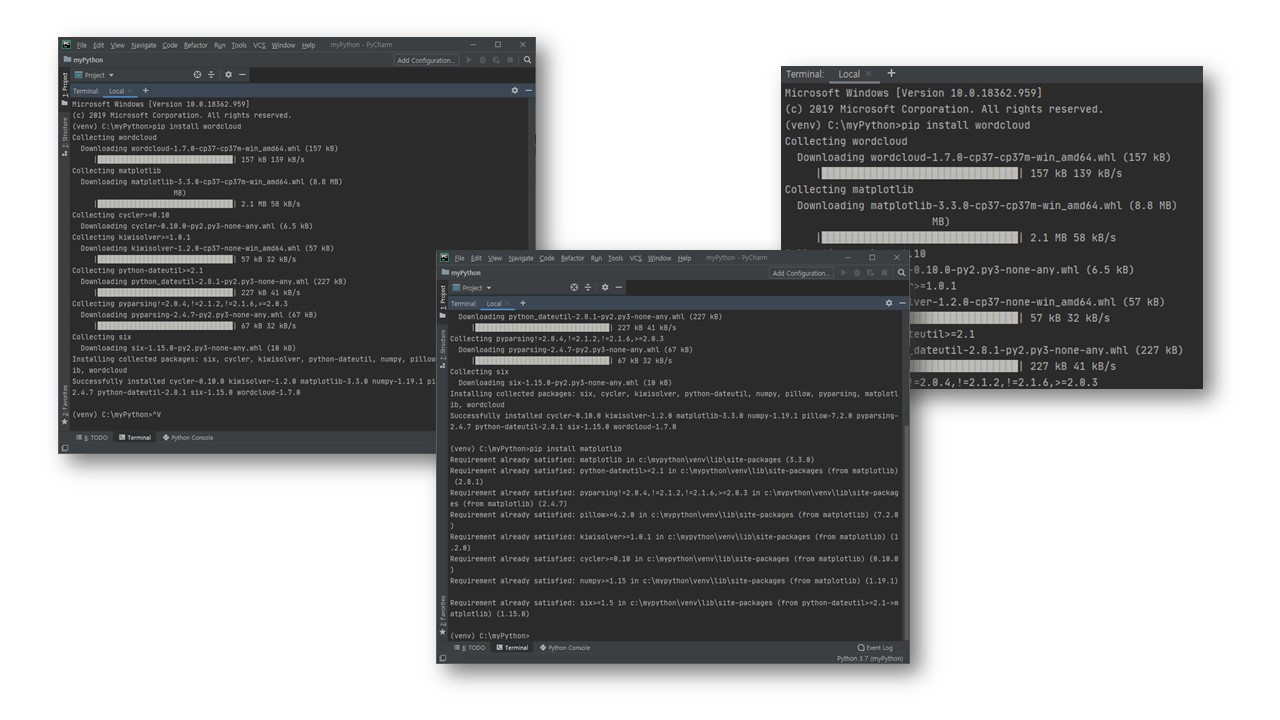 File Edit View Navigate Code Refactor Run Tools VCS Window Help myPython - PyCharm
myPython
Add Configuration...
Project
1: Project
Terminal: Local × +
2: Structure
Microsoft Windows [Version 10.0.18362.959]
(c) 2019 Microsoft Corporation. All rights reserved.
(venv) C:\myPython>pip install wordcloud
Collecting wordcloud
Downloading wordcloud-1.7.0-cp37-cp37m-win_amd64.whl (157 kB)
| | 157 kB 139 kB/s
Collecting matplotlib
Downloading matplotlib-3.3.0-cp37-cp37m-win_amd64.whl (8.8 MB)
MB)
| | 2.1 MB 58 kB/s
Collecting cycler>=0.10
Downloading cycler-0.10.0-py2.py3-none-any.whl (6.5 kB)
Collecting kiwisolver>=1.0.1
Downloading kiwisolver-1.2.0-cp37-none-win_amd64.whl (57 kB)
| | 57 kB 32 kB/s
Collecting python-dateutil>=2.1
Downloading python_dateutil-2.8.1-py2.py3-none-any.whl (227 kB)
| | 227 kB 41 kB/s
Collecting pyparsing!=2.0.4,!=2.1.2,!=2.1.6,>=2.0.3
Downloading pyparsing-2.4.7-py2.py3-none-any.whl (67 kB)
| | 67 kB 32 kB/s
Collecting six
Downloading six-1.15.0-py2.py3-none-any.whl (10 kB)
Installing collected packages: six, cycler, kiwisolver, python-dateutil, numpy, pillow
ib, wordcloud
Successfully installed cycler-0.10.0 kiwisolver-1.2.0 matplotlib-3.3.0 numpy-1.19.1 pi
2.4.7 python-dateutil-2.8.1 six-1.15.0 wordcloud-1.7.0
(venv) C:\myPython>^V
2: Favorites
6: TODO Terminal Python Console
File Edit View Navigate Code Refactor Run Tools VCS Window Help myPython - PyCharm
myPython
Add Configuration...
Project
1: Project
Terminal: Local × +
2: Structure
Downloading python_dateutil-2.8.1-py2.py3-none-any.whl (227 kB)
| | 227 kB 41 kB/s
Collecting pyparsing!=2.0.4,!=2.1.2,!=2.1.6,>=2.0.3
Downloading pyparsing-2.4.7-py2.py3-none-any.whl (67 kB)
| | 67 kB 32 kB/s
Collecting six
Downloading six-1.15.0-py2.py3-none-any.whl (10 kB)
Installing collected packages: six, cycler, kiwisolver, python-dateutil, numpy, pillow, pyparsing, matplotl
ib, wordcloud
Successfully installed cycler-0.10.0 kiwisolver-1.2.0 matplotlib-3.3.0 numpy-1.19.1 pillow-7.2.0 pyparsing-
2.4.7 python-dateutil-2.8.1 six-1.15.0 wordcloud-1.7.0
(venv) C:\myPython>pip install matplotlib
Requirement already satisfied: matplotlib in c:\mypython\venv\lib\site-packages (3.3.0)
Requirement already satisfied: python-dateutil>=2.1 in c:\mypython\venv\lib\site-packages (from matplotlib)
(2.8.1)
Requirement already satisfied: pyparsing!=2.0.4,!=2.1.2,!=2.1.6,>=2.0.3 in c:\mypython\venv\lib\site-packag
es (from matplotlib) (2.4.7)
Requirement already satisfied: pillow>=6.2.0 in c:\mypython\venv\lib\site-packages (from matplotlib) (7.2.0
)
Requirement already satisfied: kiwisolver>=1.0.1 in c:\mypython\venv\lib\site-packages (from matplotlib) (1
.2.0)
Requirement already satisfied: cycler>=0.10 in c:\mypython\venv\lib\site-packages (from matplotlib) (0.10.0
)
Requirement already satisfied: numpy>=1.15 in c:\mypython\venv\lib\site-packages (from matplotlib) (1.19.1)
Requirement already satisfied: six>=1.5 in c:\mypython\venv\lib\site-packages (from python-dateutil>=2.1->m
atplotlib) (1.15.0)
(venv) C:\myPython>
2: Favorites
6: TODO Terminal Python Console Event Log
Python 3.7 (myPython)
Terminal: Local × +
Microsoft Windows [Version 10.0.18362.959]
(c) 2019 Microsoft Corporation. All rights reserved.
(venv) C:\myPython>pip install wordcloud
Collecting wordcloud
Downloading wordcloud-1.7.0-cp37-cp37m-win_amd64.whl (157 kB)
| | 157 kB 139 kB/s
Collecting matplotlib
Downloading matplotlib-3.3.0-cp37-cp37m-win_amd64.whl (8.8 MB)
MB)
| | 2.1 MB 58 kB/s
.10
-0.10.0-py2.py3-none-any.whl (6.5 kB)
r>=1.0.1
lver-1.2.0-cp37-none-win_amd64.whl (57 kB)
| 57 kB 32 kB/s
eutil>=2.1
_dateutil-2.8.1-py2.py3-none-any.whl (227 kB)
| 227 kB 41 kB/s
!=2.0.4,!=2.1.2,!=2.1.6,>=2.0.3